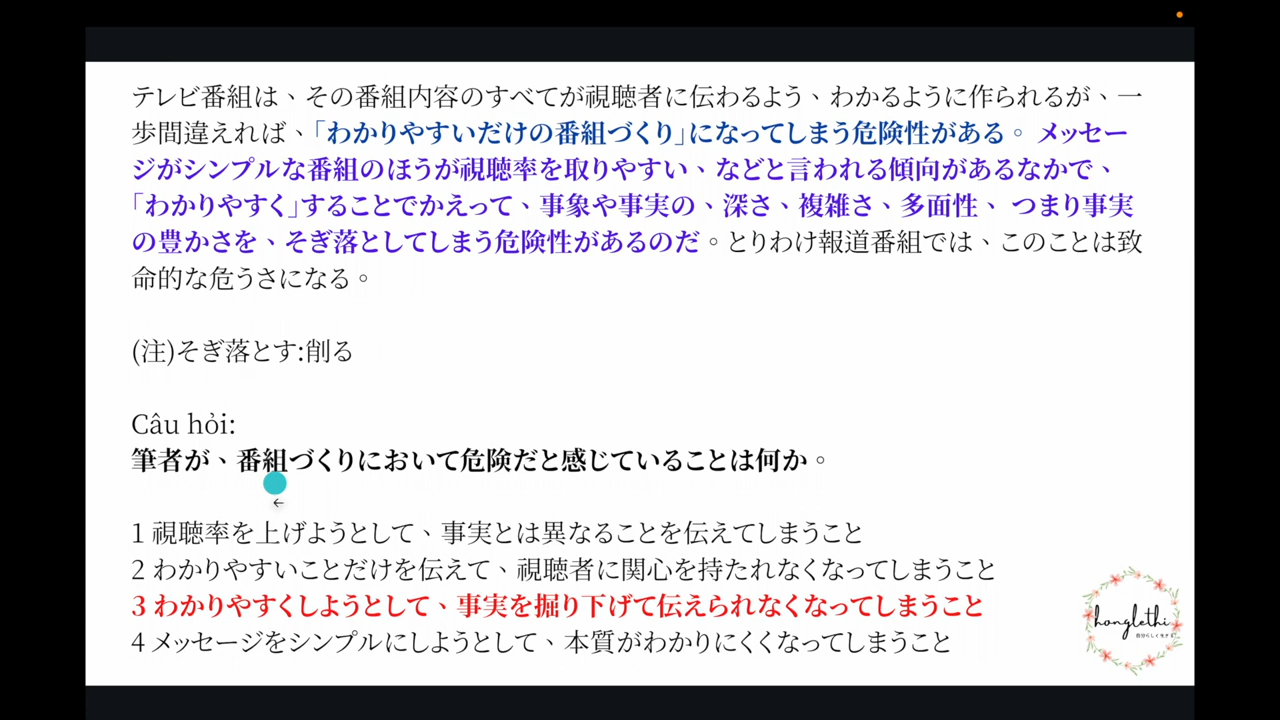 テレビ番組は、その番組内容のすべてが視聴者に伝わるよう、わかるように作られるが、一
歩間違えれば、「わかりやすいだけの番組づくり」になってしまう危険性がある。 メッセー
ジがシンプルな番組のほうが視聴率を取りやすい、などと言われる傾向があるなかで、
「わかりやすく」することでかえって、事象や事実の、深さ、複雑さ、多面性、 つまり事実
の豊かさを、そぎ落としてしまう危険性があるのだ。とりわけ報道番組では、このことは致
命的な危うさになる。
(注)そぎ落とす:削る
Câu hỏi:
筆者が、番組づくりにおいて危険だと感じていることは何か。
←
1 視聴率を上げようとして、事実とは異なることを伝えてしまうこと
2 わかりやすいことだけを伝えて、視聴者に関心を持たれなくなってしまうこと
3 わかりやすくしようとして、事実を掘り下げて伝えられなくなってしまうこと
4 メッセージをシンプルにしようとして、本質がわかりにくくなってしまうこと
honglethi